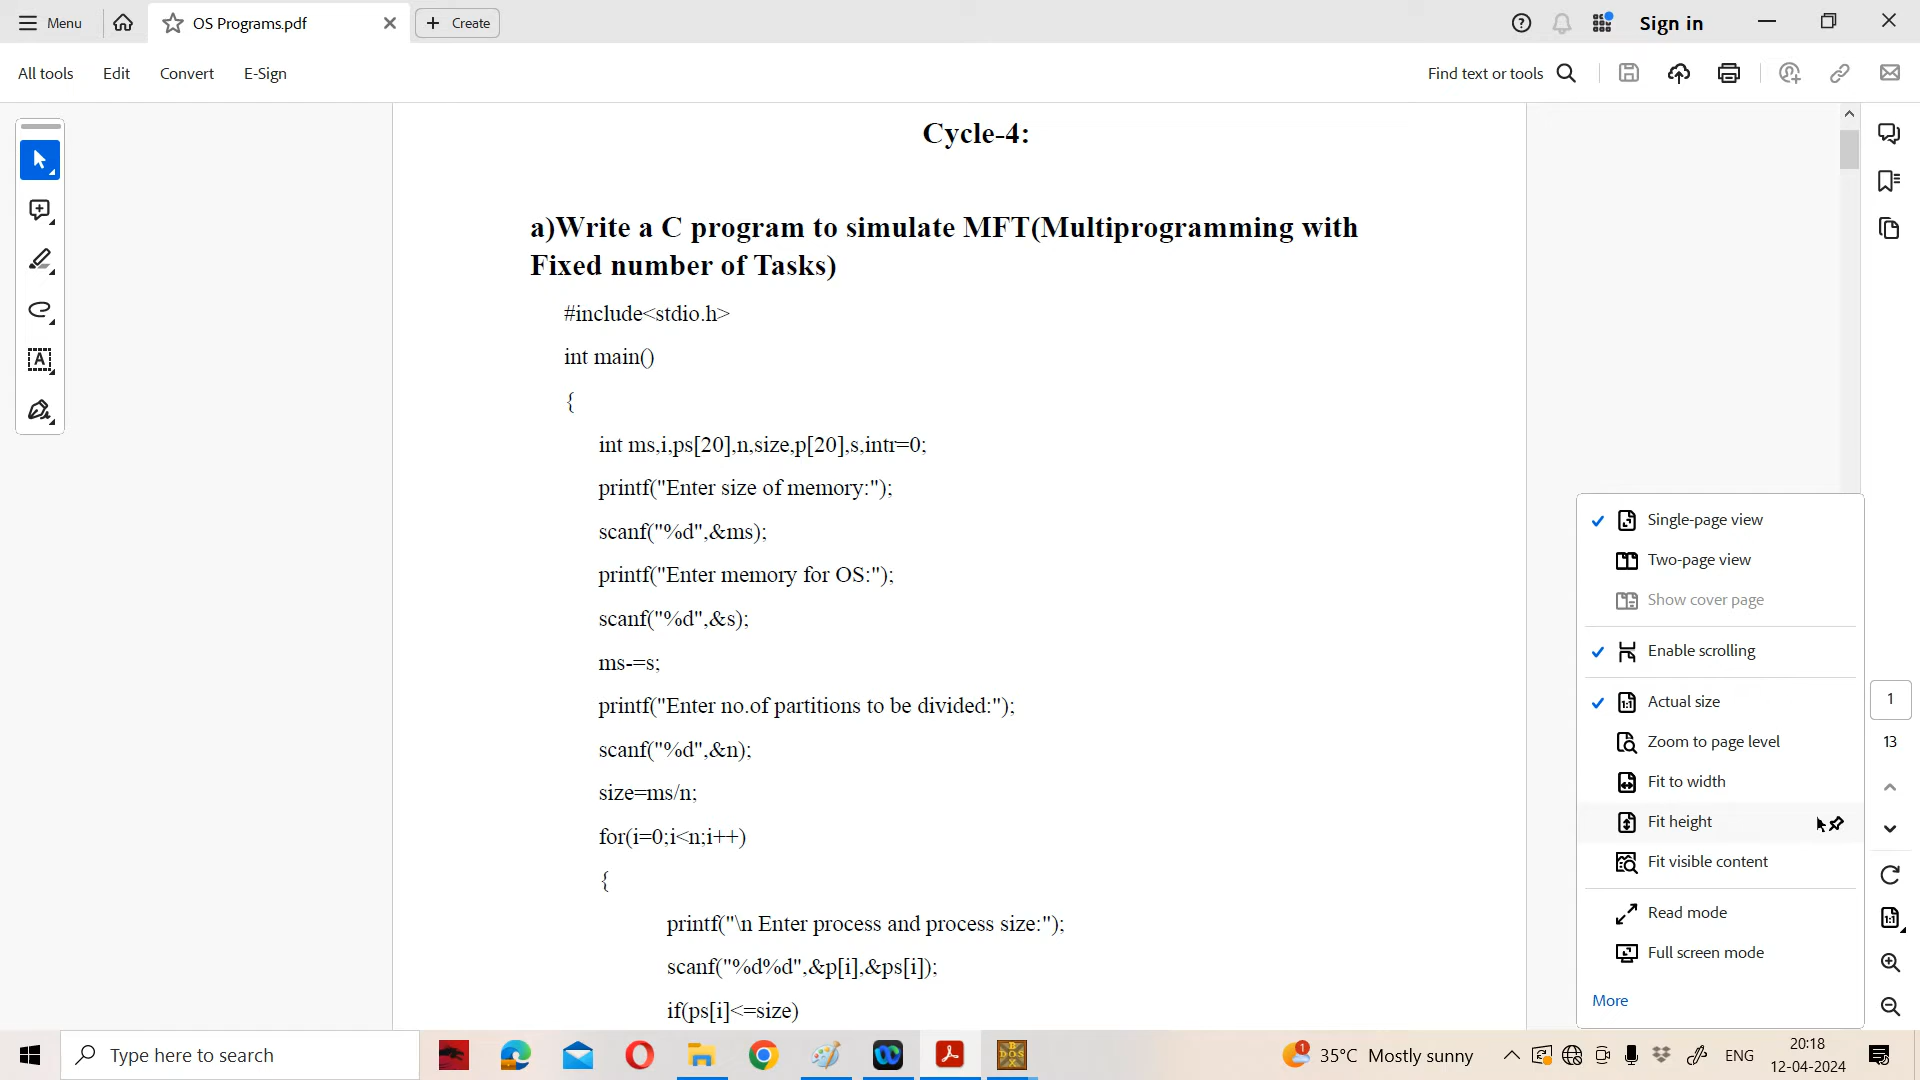 Menu
OS Programs.pdf
Create
Sign in
All tools
Edit
Convert
E-Sign
Find text or tools
Cycle-4:
a)Write a C program to simulate MFT(Multiprogramming with
Fixed number of Tasks)
#include<stdio.h>
int main()
{
int ms,i,ps[20],n,size,p[20],s,intr=0;
printf("Enter size of memory:");
scanf("%d",&ms);
printf("Enter memory for OS:");
scanf("%d",&s);
ms-=s;
printf("Enter no.of partitions to be divided:");
scanf("%d",&n);
size=ms/n;
for(i=0;i<n;i++)
{
printf("\n Enter process and process size:");
scanf("%d%d",&p[i],&ps[i]);
if(ps[i]<=size)
Single-page view
Two-page view
Show cover page
Enable scrolling
Actual size
Zoom to page level
Fit to width
Fit height
Fit visible content
Read mode
Full screen mode
More
1
13
Type here to search
DOS
1
35°C Mostly sunny
ENG
20:18
12-04-2024